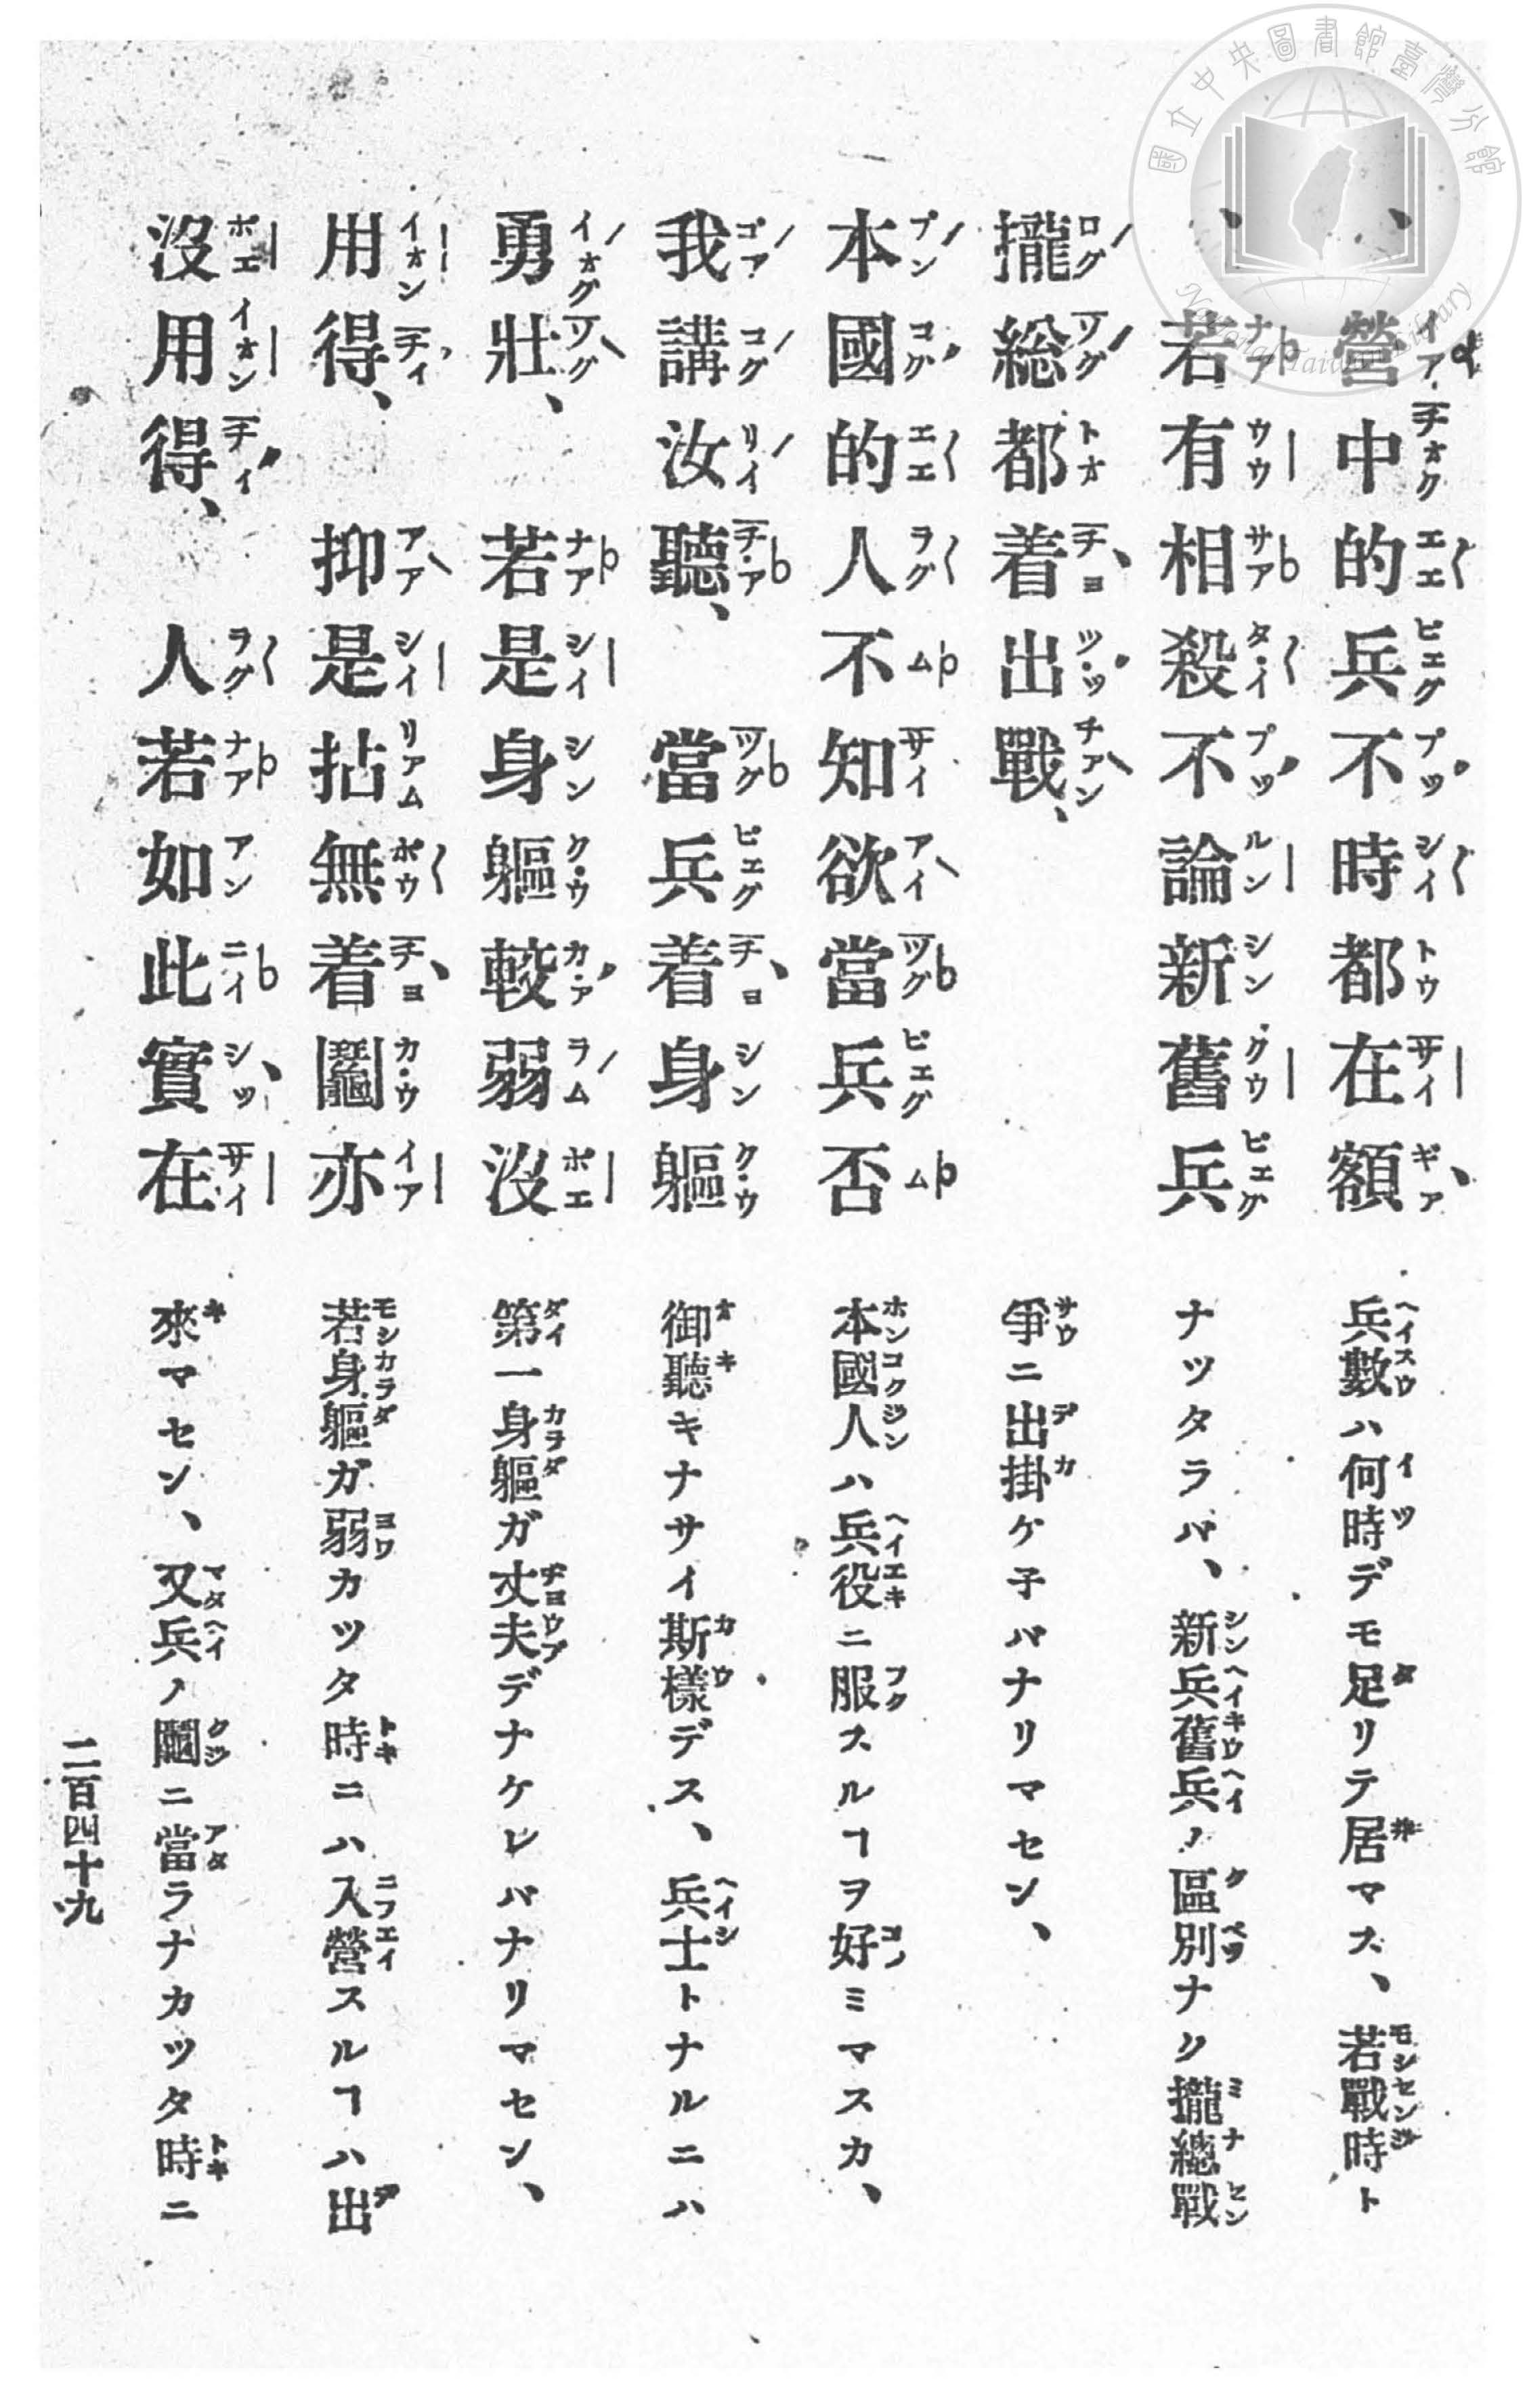 、營中的兵不時都在額
、若有相殺不論新舊兵
攏總都着出戰、
本國的人不知欲當兵否
我講汝聽、　當兵着身軀
勇壯、　若是身軀較弱沒
用得、　抑是拈無着鬮亦
沒用得、　人若如此實在
兵數ハ何時デモ足リテ居マス、若戰時ト
ナツタラバ、新兵舊兵ノ區別ナク攏總戰
爭ニ出掛ケ子バナリマセン、
本國人ハ兵役ニ服スルヿヲ好ミマスカ、
御聽キナサイ斯樣デス、兵士トナルニハ
第一身軀ガ丈夫デナケレバナリマセン、
若身軀ガ弱カツタ時ニハ入營スルヿハ出
來マセン、又兵ノ鬮ニ當ラナカツタ時ニ
二百四十九
國立中央圖書館臺灣分館
National Taiwan Library